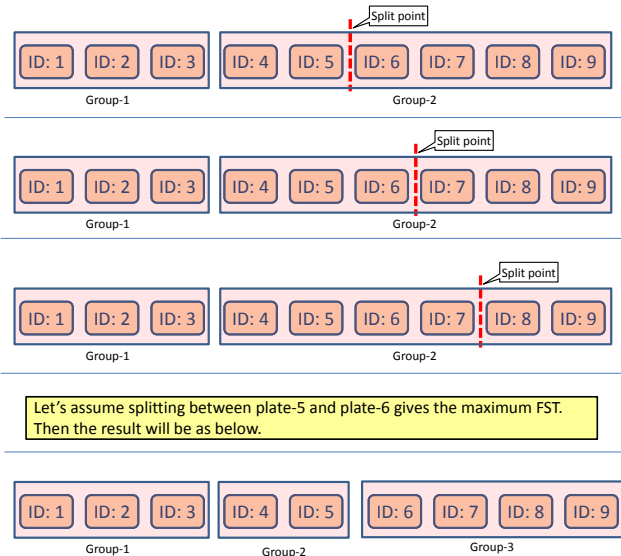 Split point
ID: 1 ID: 2 ID: 3 ID: 4 ID: 5 ID: 6 ID: 7 ID: 8 ID: 9
Group-1 Group-2
Split point
ID: 1 ID: 2 ID: 3 ID: 4 ID: 5 ID: 6 ID: 7 ID: 8 ID: 9
Group-1 Group-2
Split point
ID: 1 ID: 2 ID: 3 ID: 4 ID: 5 ID: 6 ID: 7 ID: 8 ID: 9
Group-1 Group-2
Let's assume splitting between plate-5 and plate-6 gives the maximum FST.
Then the result will be as below.
ID: 1 ID: 2 ID: 3 ID: 4 ID: 5 ID: 6 ID: 7 ID: 8 ID: 9
Group-1 Group-2 Group-3